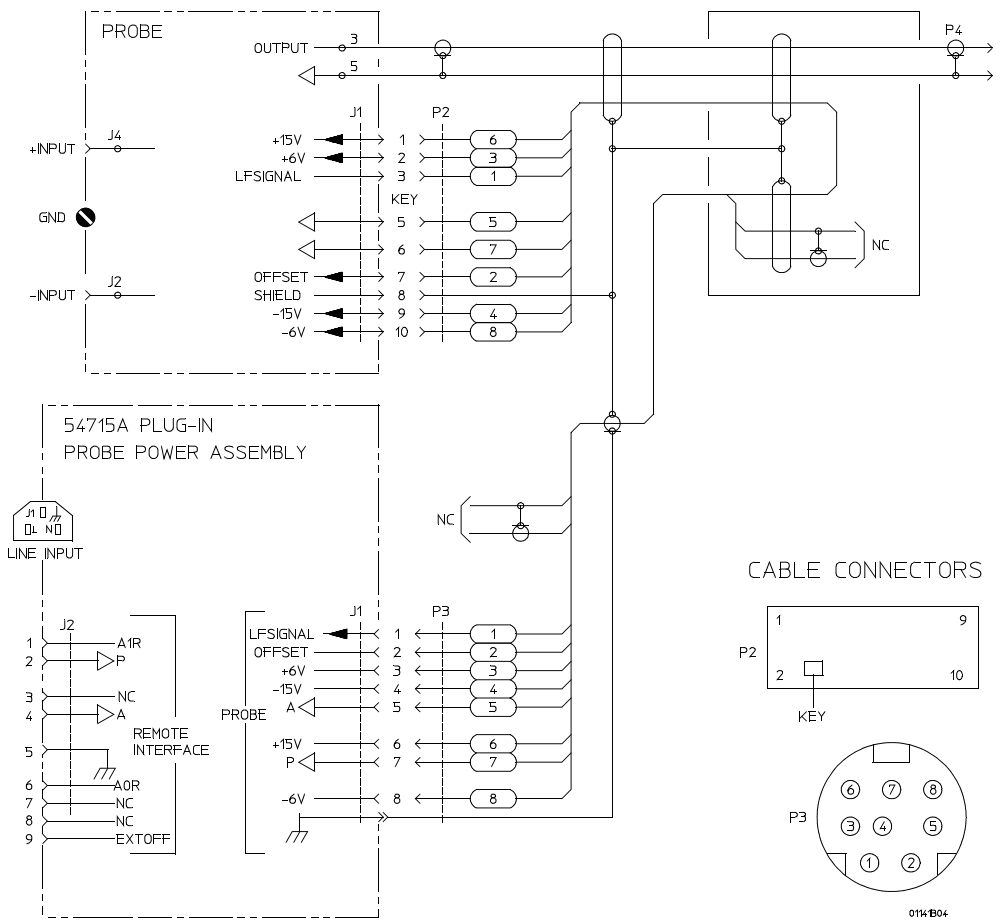 PROBE
P4
OUTPUT 3
5
J1 P2
J4
+INPUT
+15V 1 6
+6V 2 3
LFSIGNAL 3 1
KEY
GND
5 5
6 7
NC
OFFSET 7 2
J2
-INPUT
SHIELD 8
-15V 9 4
-6V 10 8
54715A PLUG-IN
PROBE POWER ASSEMBLY
J1
L N
LINE INPUT
NC
CABLE CONNECTORS
J2
1 A1R
2 P
3 NC
4 A
5
6 A0R
7 NC
8 NC
9 EXTOFF
REMOTE
INTERFACE
PROBE
J1 P3
LFSIGNAL 1 1
OFFSET 2 2
+6V 3 3
-15V 4 4
A 5 5
+15V 6 6
P 7 7
-6V 8 8
P2
1 9
2 10
KEY
P3
6 7 8
3 4 5
1 2
01141B04